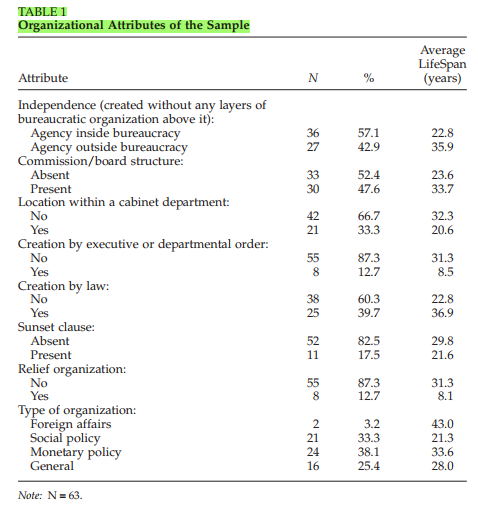 TABLE 1
Organizational Attributes of the Sample
Average
LifeSpan
Attribute N % (years)
Independence (created without any layers of
bureaucratic organization above it):
Agency inside bureaucracy 36 57.1 22.8
Agency outside bureaucracy 27 42.9 35.9
Commission/board structure:
Absent 33 52.4 23.6
Present 30 47.6 33.7
Location within a cabinet department:
No 42 66.7 32.3
Yes 21 33.3 20.6
Creation by executive or departmental order:
No 55 87.3 31.3
Yes 8 12.7 8.5
Creation by law:
No 38 60.3 22.8
Yes 25 39.7 36.9
Sunset clause:
Absent 52 82.5 29.8
Present 11 17.5 21.6
Relief organization:
No 55 87.3 31.3
Yes 8 12.7 8.1
Type of organization:
Foreign affairs 2 3.2 43.0
Social policy 21 33.3 21.3
Monetary policy 24 38.1 33.6
General 16 25.4 28.0
Note: N = 63.